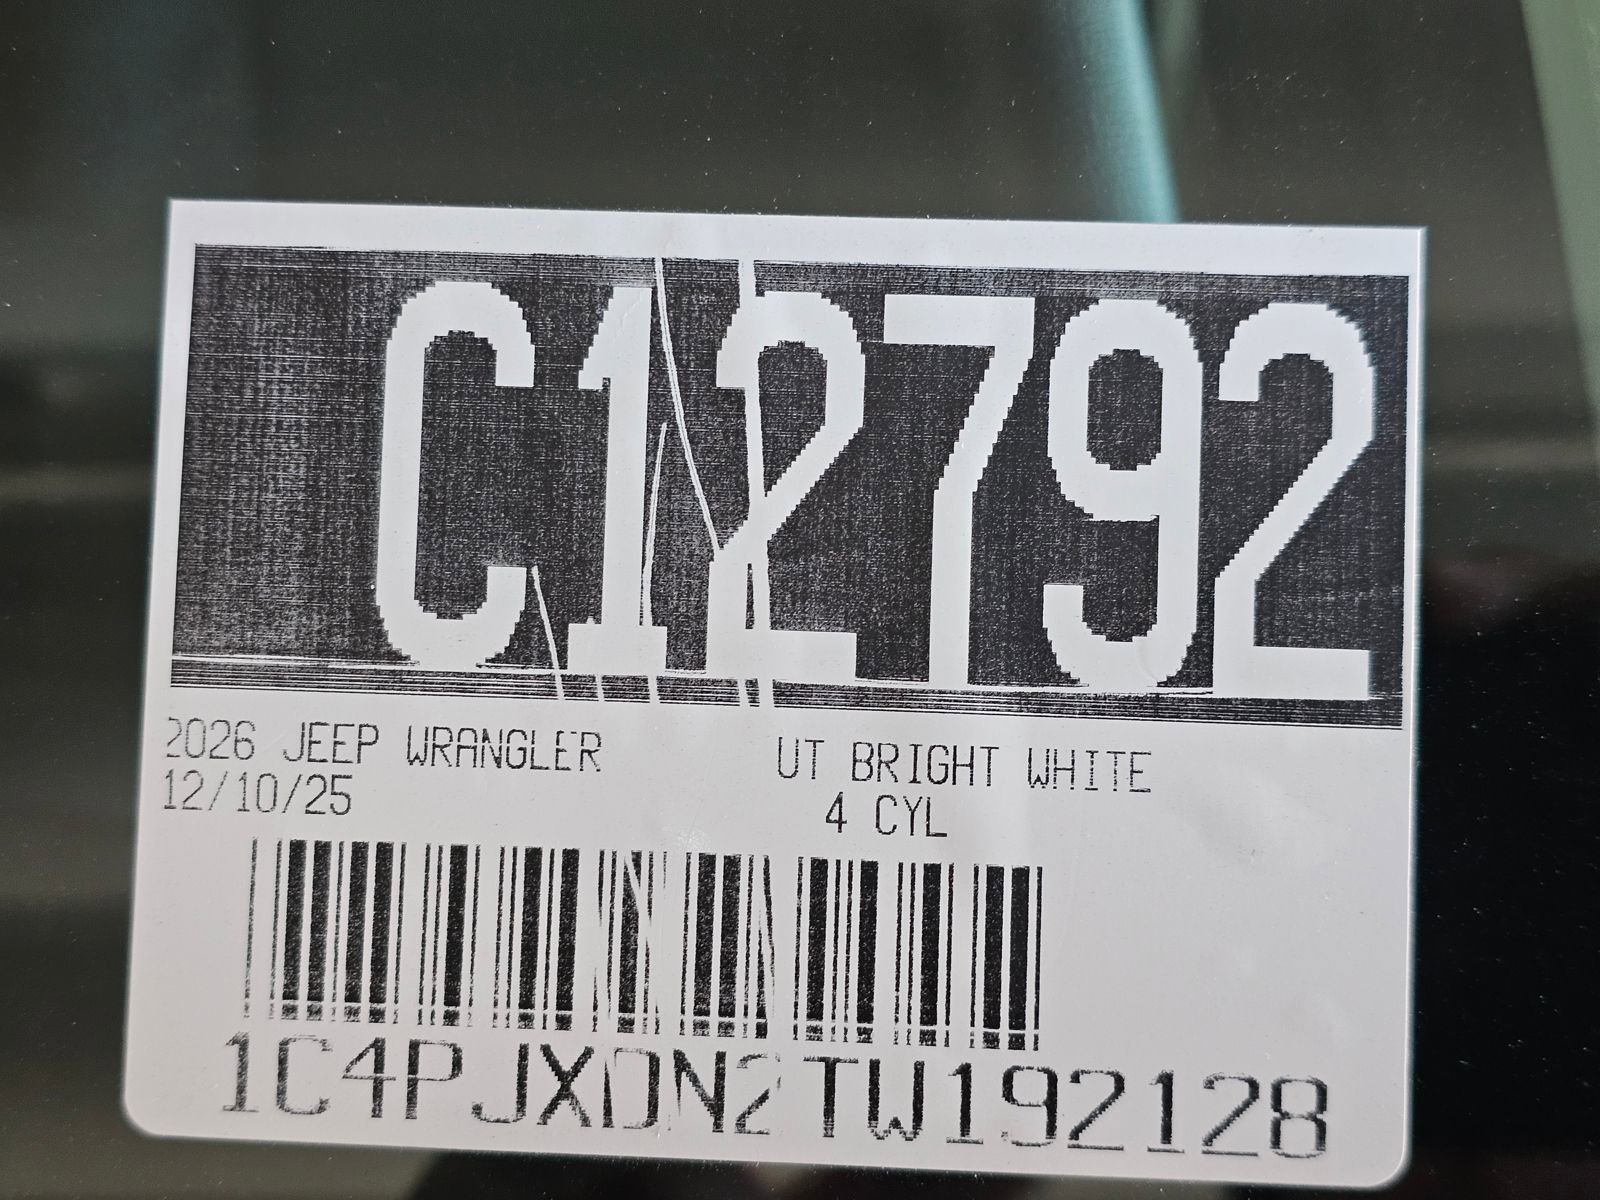 C12792
2026 JEEP WRANGLER UT BRIGHT WHITE
12/10/25 4 CYL
1C4PJXDN2TW192128